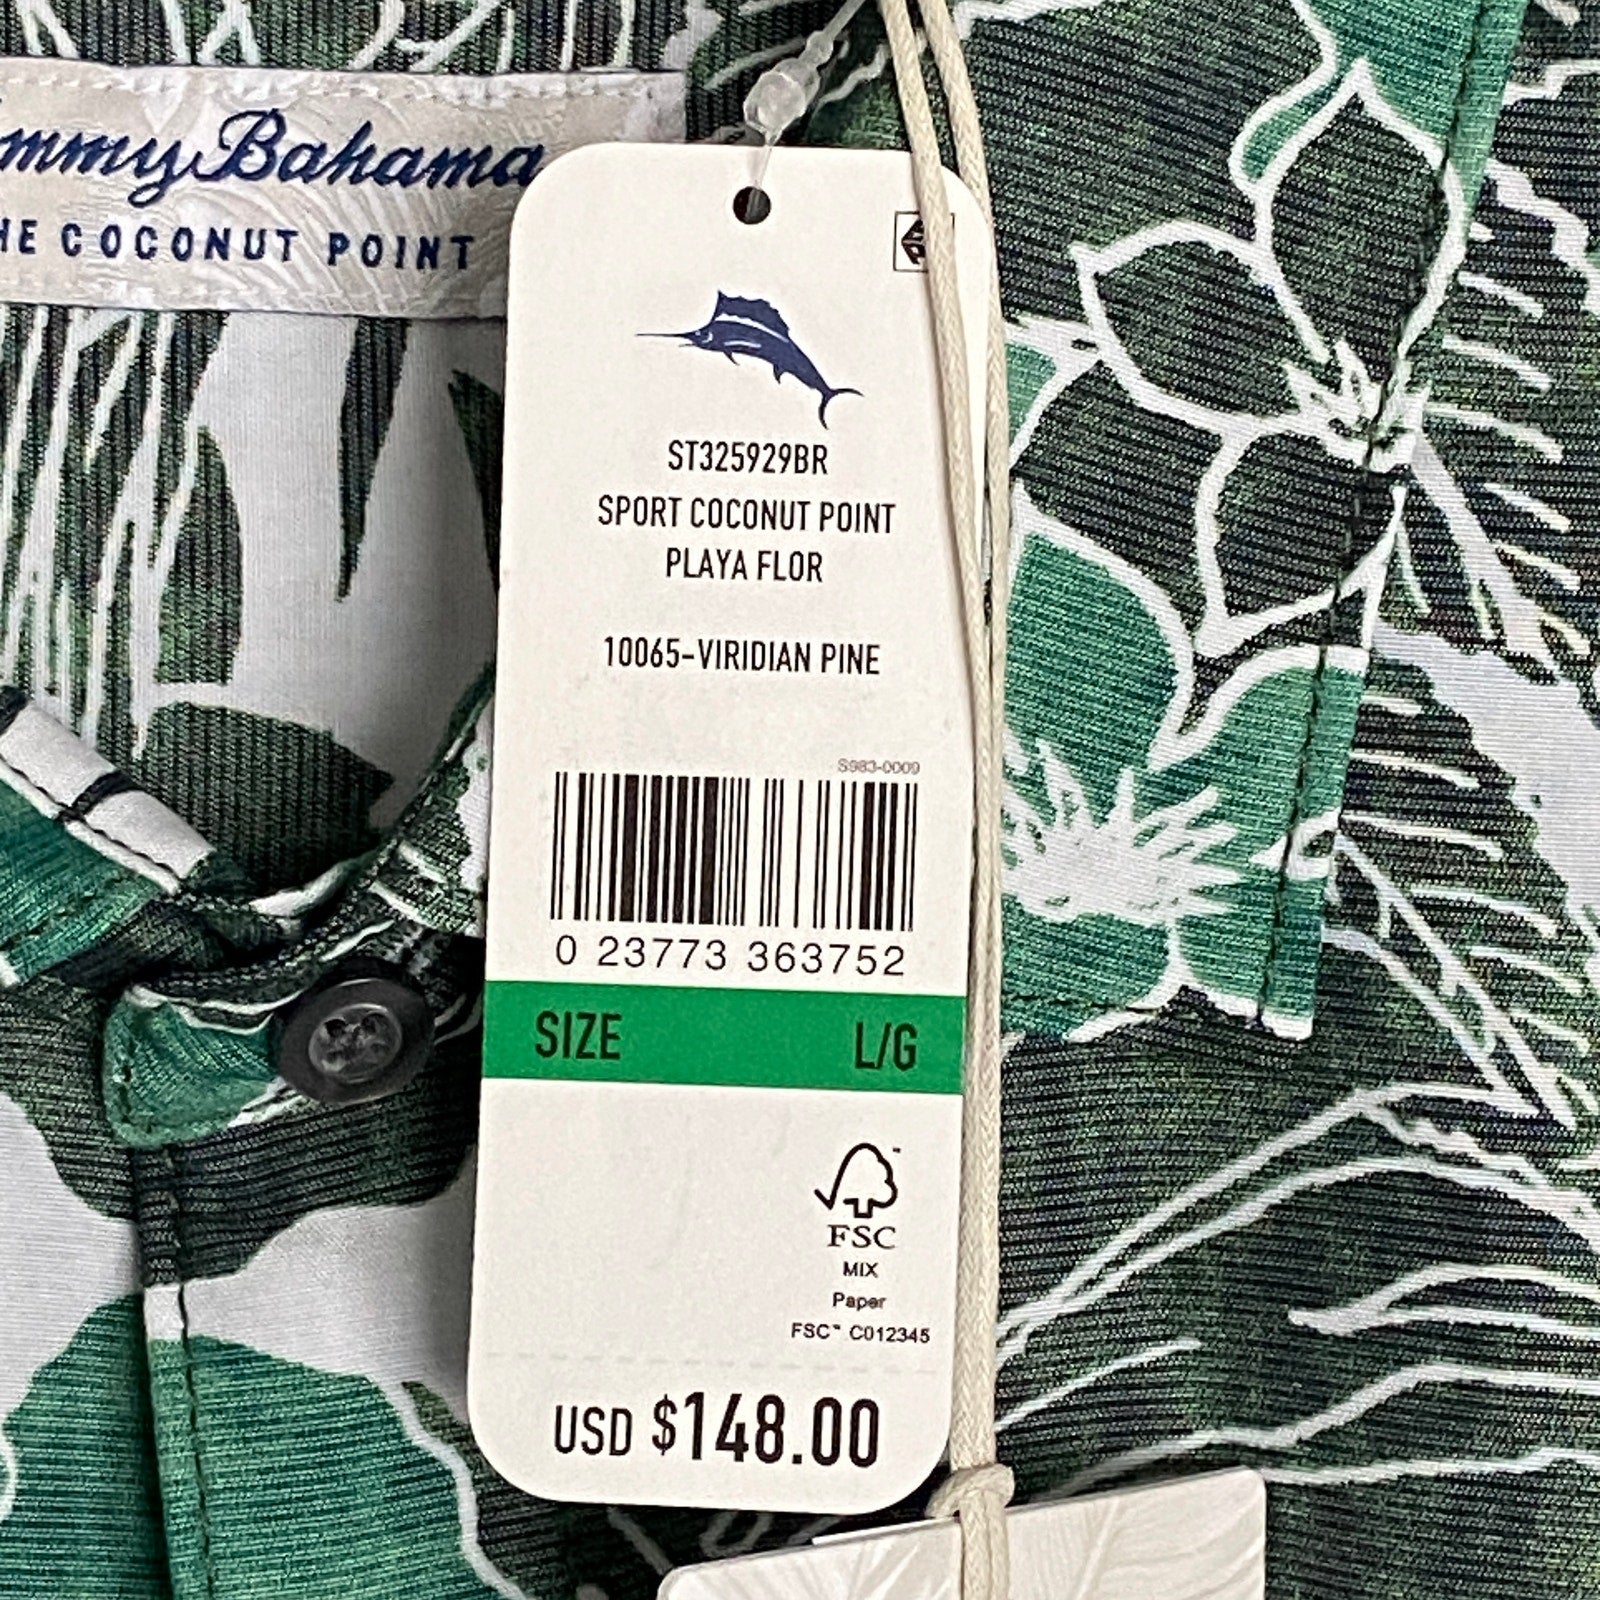 mmy Bahama
HE COCONUT POINT
ST325929BR
SPORT COCONUT POINT
PLAYA FLOR
10065-VIRIDIAN PINE
S983-0009
0 23773 363752
SIZE L/G
FSC
MIX
Paper
FSC™ C012345
USD $148.00